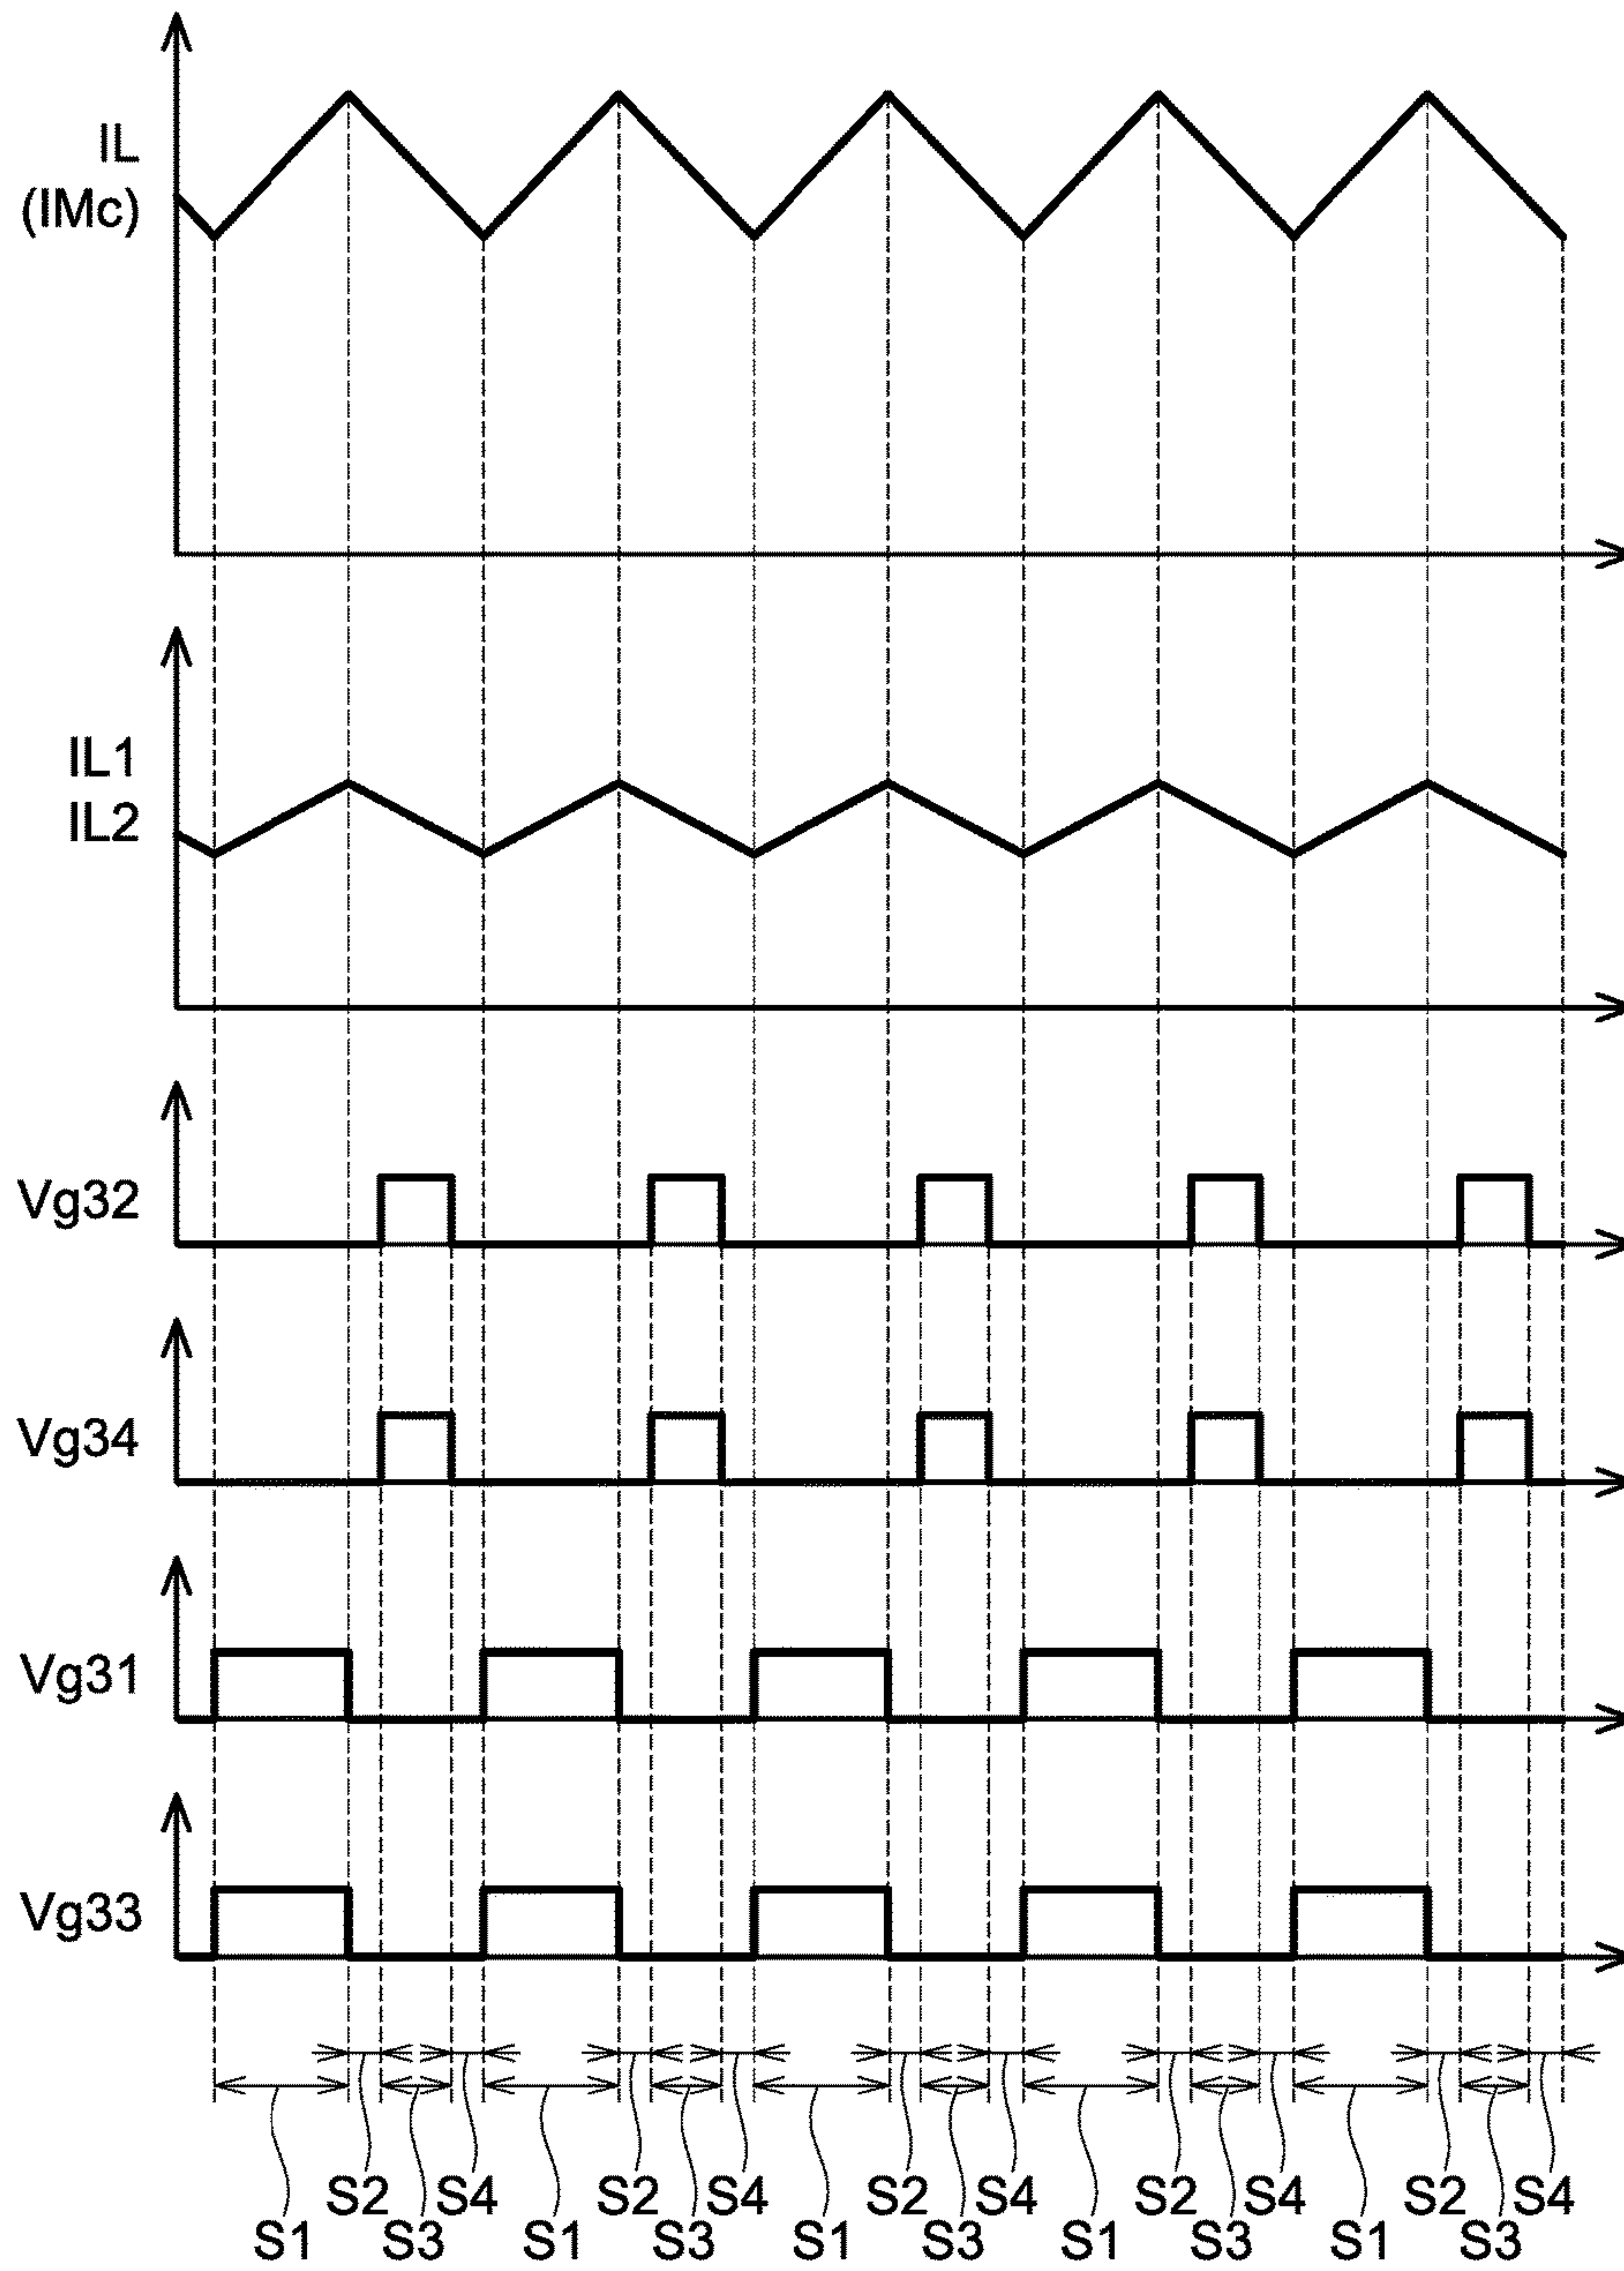 IL
(IMc)
IL1
IL2
Vg32
Vg34
Vg31
Vg33
S2 S4 S2 S4 S2 S4 S2 S4 S2 S4
S1 S3 S1 S3 S1 S3 S1 S3 S1 S3